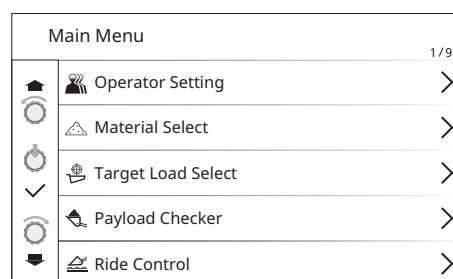 Main Menu
1/9
Operator Setting
Material Select
Target Load Select
Payload Checker
Ride Control